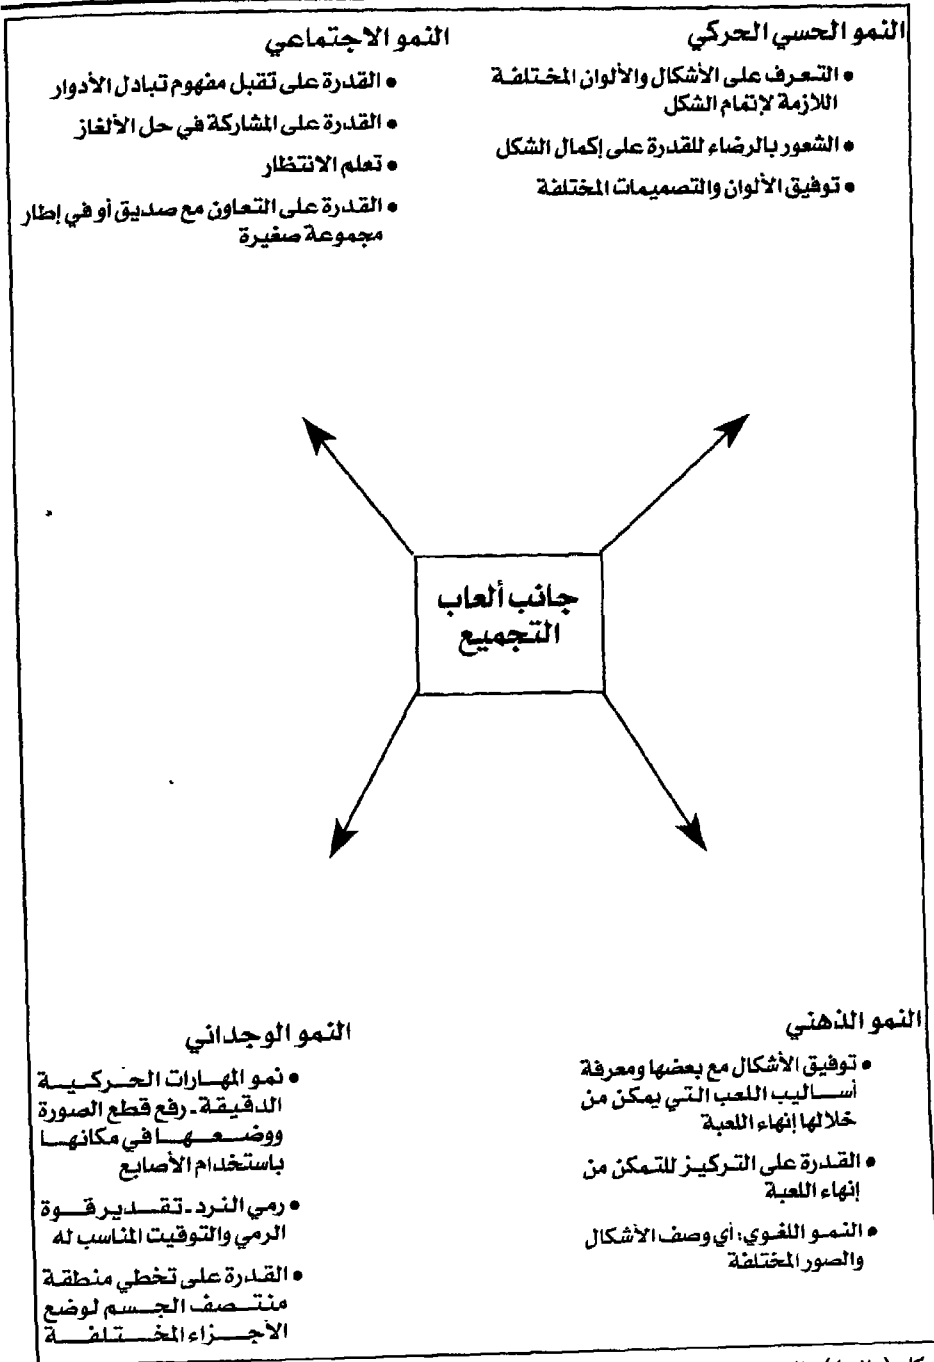 النمو الحسي الحركي
• التعرف على الأشكال والألوان المختلفة
اللازمة لإتمام الشكل
• الشعور بالرضاء للقدرة على إكمال الشكل
• توفيق الألوان والتصميمات المختلفة
النمو الاجتماعي
• القدرة على تقبل مفهوم تبادل الأدوار
• القدرة على المشاركة في حل الألغاز
• تعلم الانتظار
• القدرة على التعاون مع صديق أو في إطار
مجموعة صغيرة
جانب ألعاب
التجميع
النمو الذهني
• توفيق الأشكال مع بعضها ومعرفة
أساليب اللعب التي يمكن من
خلالها إنهاء اللعبة
• القدرة على التركيز للتمكن من
إنهاء اللعبة
• النمو اللغوي: أي وصف الأشكال
والصور المختلفة
النمو الوجداني
• نمو المهارات الحركية
الدقيقة - رفع قطع الصورة
ووضعها في مكانها
باستخدام الأصابع
• رمي النرد - تقدير قوة
الرمي والتوقيت المناسب له
• القدرة على تخطي منطقة
منتصف الجسم لوضع
الأجزاء المختلفة